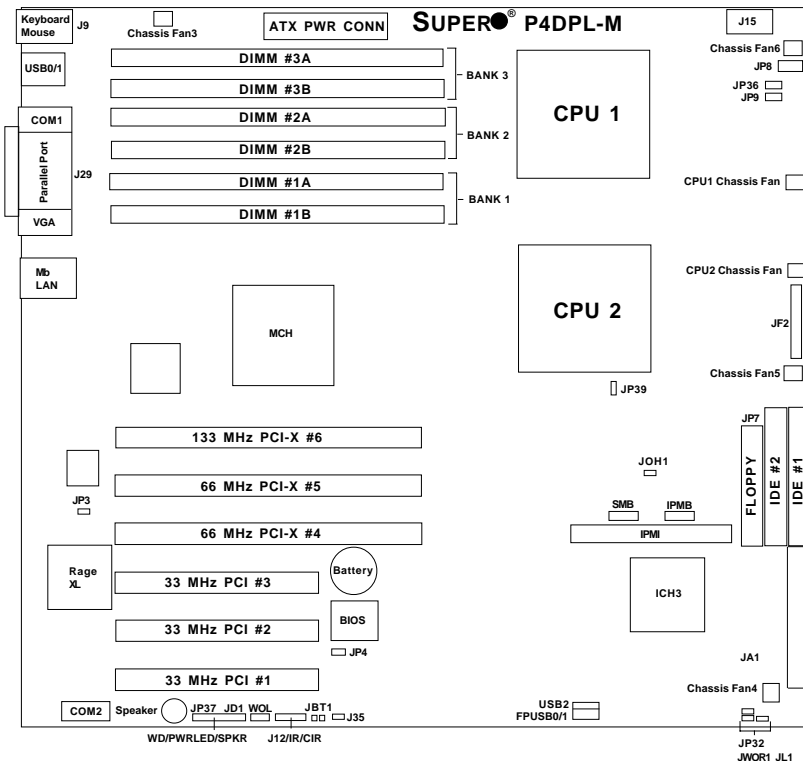 Keyboard
Mouse
J9
Chassis Fan3
ATX PWR CONN
SUPER® P4DPL-M
J15
Chassis Fan6
JP8
JP36
JP9
USB0/1
DIMM #3A
DIMM #3B
BANK 3
DIMM #2A
DIMM #2B
BANK 2
DIMM #1A
DIMM #1B
BANK 1
CPU 1
COM1
Parallel Port
J29
VGA
CPU1 Chassis Fan
Mb
LAN
MCH
CPU 2
CPU2 Chassis Fan
JF2
Chassis Fan5
JP39
JP7
133 MHz PCI-X #6
66 MHz PCI-X #5
66 MHz PCI-X #4
JP3
JOH1
SMB
IPMB
IPMI
FLOPPY
IDE #2
IDE #1
Rage
XL
33 MHz PCI #3
Battery
33 MHz PCI #2
BIOS
JP4
ICH3
33 MHz PCI #1
JA1
Chassis Fan4
COM2
Speaker
JP37
JD1
WOL
JBT1
J35
WD/PWRLED/SPKR
J12/IR/CIR
USB2
FPUSB0/1
JP32
JWOR1
JL1